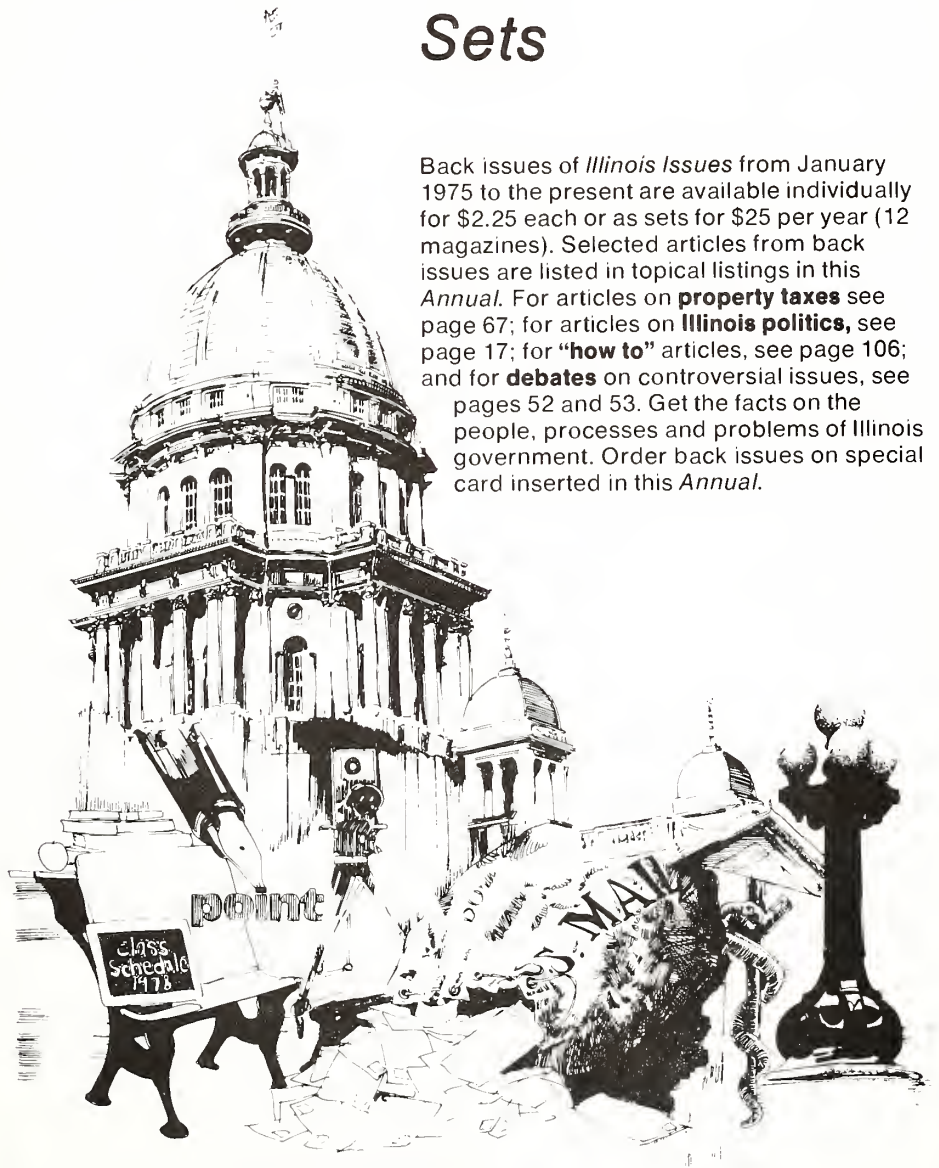 Sets
Back issues of Illinois Issues from January
1975 to the present are available individually
for $2.25 each or as sets for $25 per year (12
magazines). Selected articles from back
issues are listed in topical listings in this
Annual. For articles on property taxes see
page 67; for articles on Illinois politics, see
page 17; for “how to” articles, see page 106;
and for debates on controversial issues, see
pages 52 and 53. Get the facts on the
people, processes and problems of Illinois
government. Order back issues on special
card inserted in this Annual.
point
S. MAIL
class
Schedule
1978